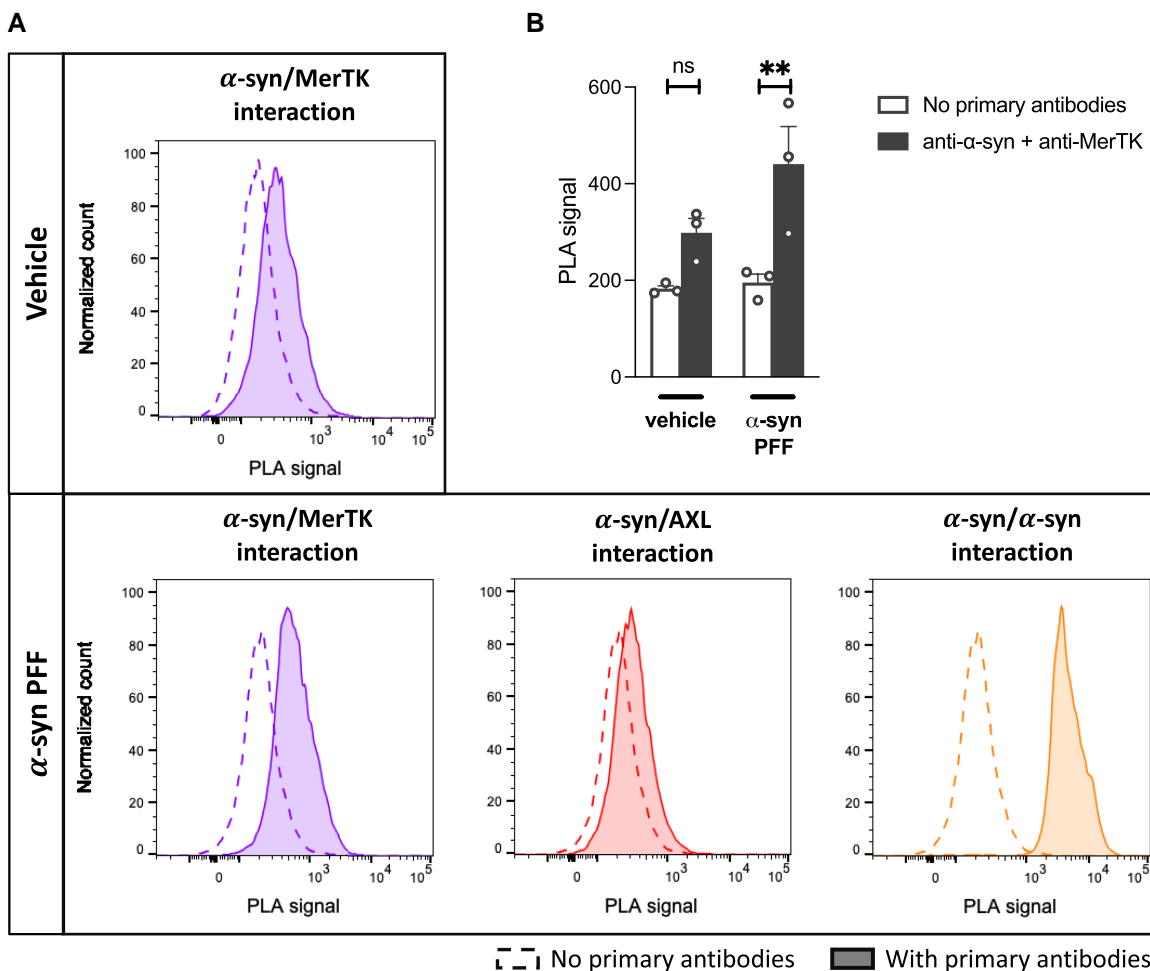 A
B
Vehicle
α-syn/MerTK
interaction
Normalized count
100
80
60
40
20
0
0 10³ 10⁴ 10⁵
PLA signal
ns
**
PLA signal
600
400
200
0
vehicle
α-syn
PFF
No primary antibodies
anti-α-syn + anti-MerTK
α-syn PFF
α-syn/MerTK
interaction
Normalized count
100
80
60
40
20
0
0 10³ 10⁴ 10⁵
PLA signal
α-syn/AXL
interaction
100
80
60
40
20
0
0 10³ 10⁴ 10⁵
PLA signal
α-syn/α-syn
interaction
100
80
60
40
20
0
0 10³ 10⁴ 10⁵
PLA signal
No primary antibodies
With primary antibodies